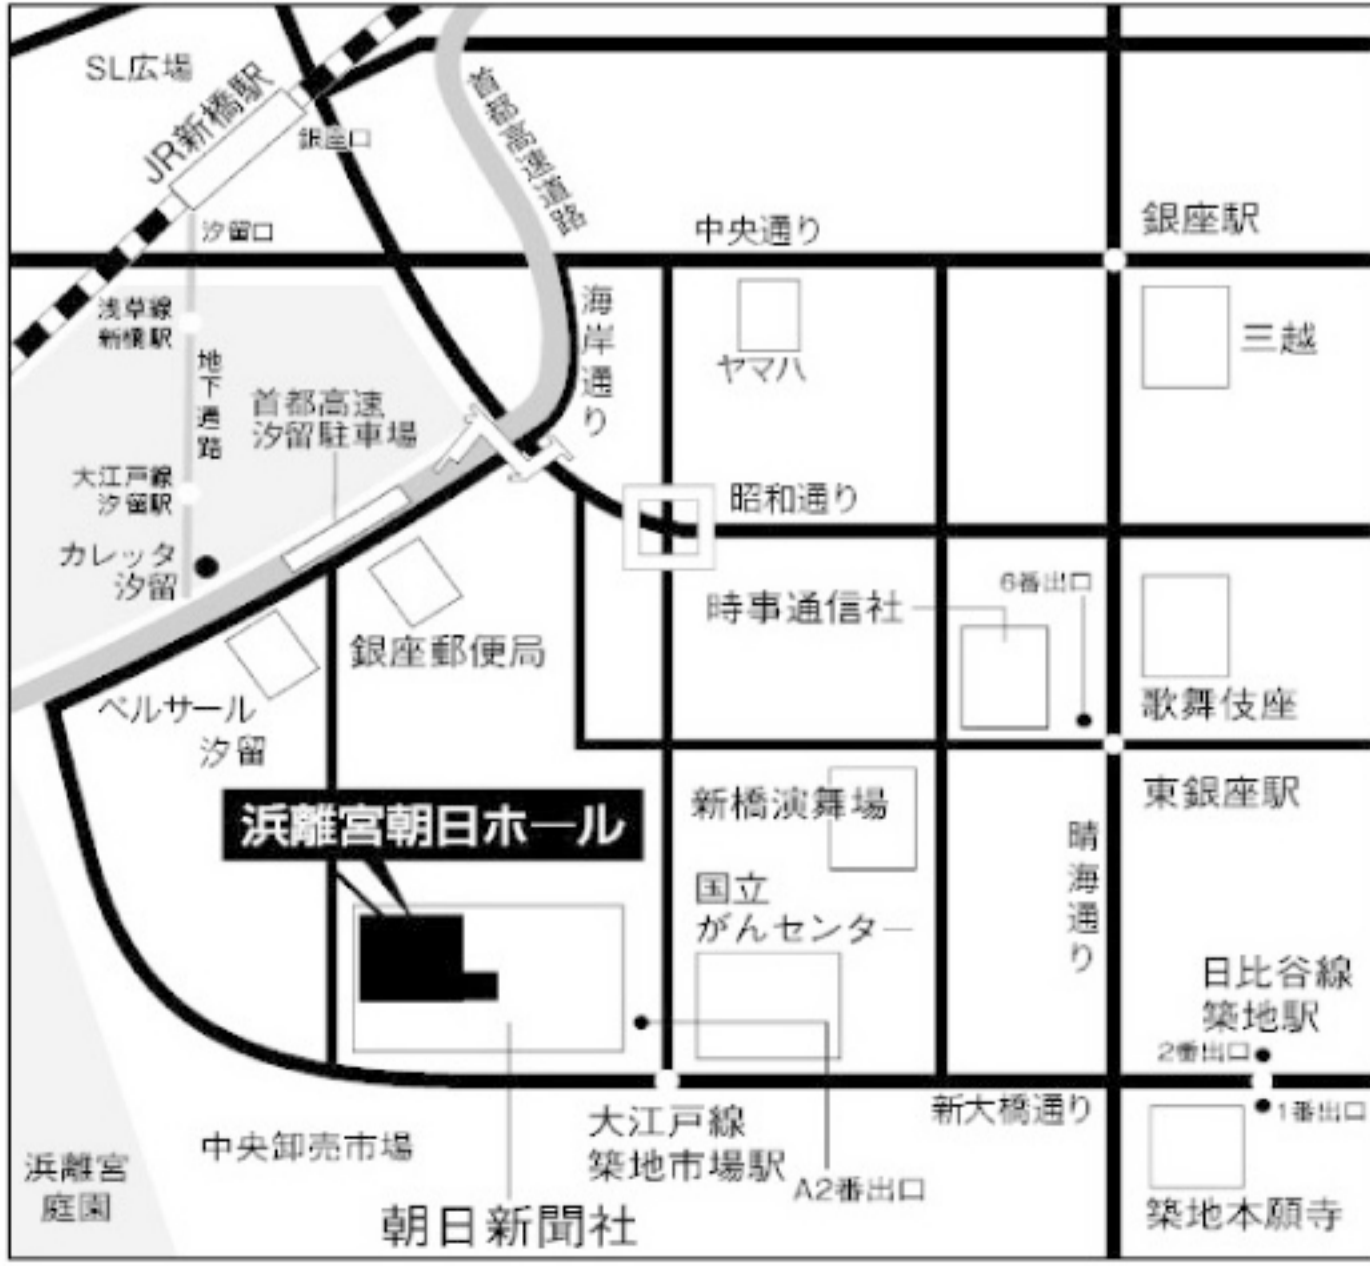 SL広場
JR新橋駅
銀座口
首都高速道路
汐留口
中央通り
銀座駅
浅草線
新橋駅
地下通路
首都高速
汐留駐車場
海岸通り
ヤマハ
三越
大江戸線
汐留駅
カレッタ
汐留
昭和通り
銀座郵便局
時事通信社
6番出口
歌舞伎座
ベルサール
汐留
浜離宮朝日ホール
新橋演舞場
東銀座駅
国立
がんセンター
晴海通り
日比谷線
築地駅
2番出口
1番出口
新大橋通り
中央卸売市場
大江戸線
築地市場駅
A2番出口
浜離宮
庭園
朝日新聞社
築地本願寺